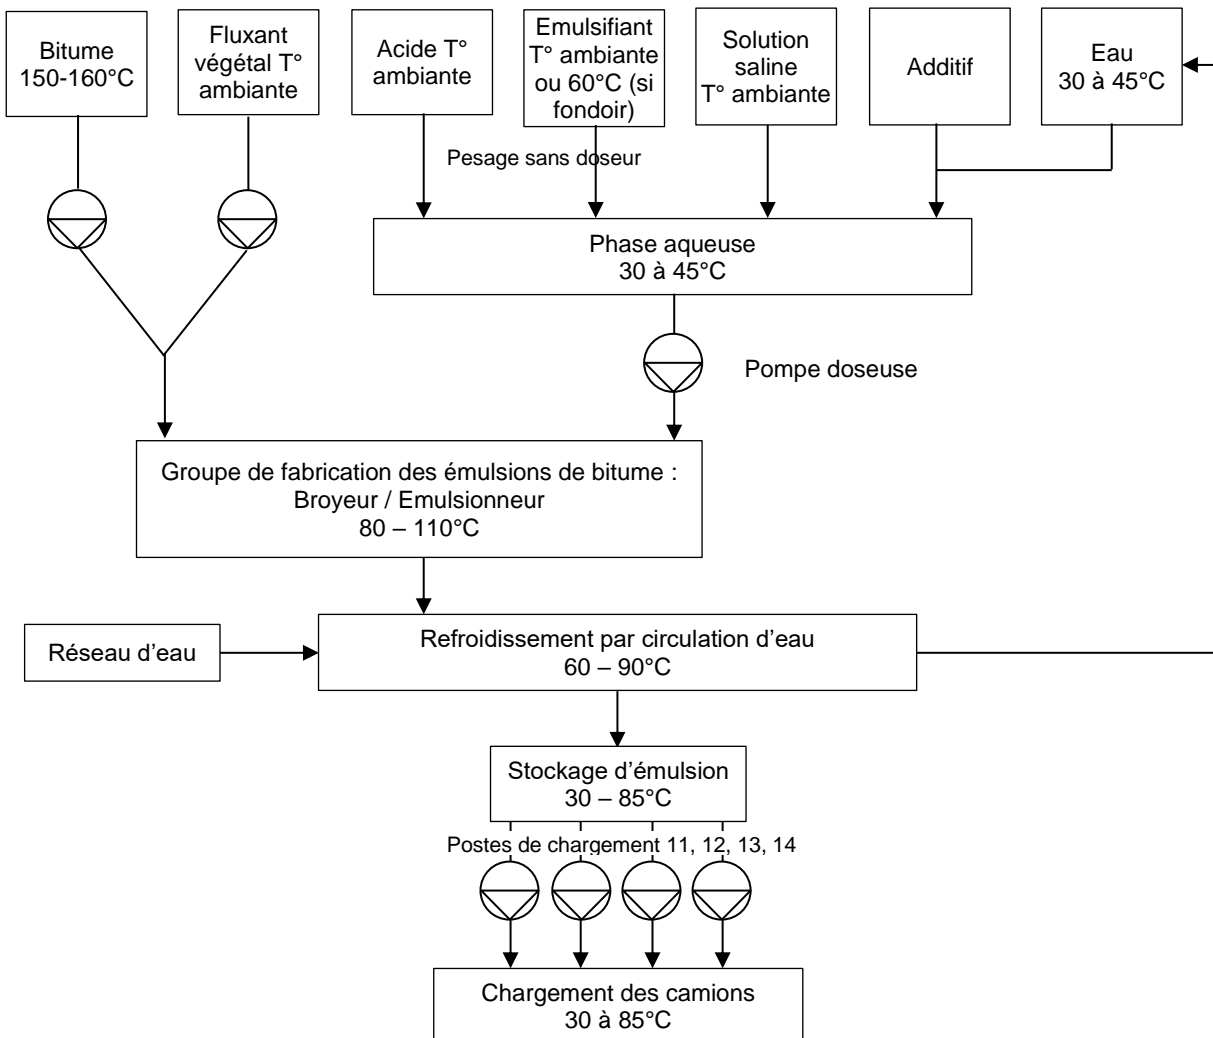 Bitume
150-160°C
Fluxant
végétal T°
ambiante
Acide T°
ambiante
Emulsifiant
T° ambiante
ou 60°C (si
fondoir)
Solution
saline
T° ambiante
Additif
Eau
30 à 45°C
Pesage sans doseur
Phase aqueuse
30 à 45°C
Pompe doseuse
Groupe de fabrication des émulsions de bitume :
Broyeur / Emulsionneur
80 – 110°C
Réseau d'eau
Refroidissement par circulation d'eau
60 – 90°C
Stockage d'émulsion
30 – 85°C
Postes de chargement 11, 12, 13, 14
Chargement des camions
30 à 85°C